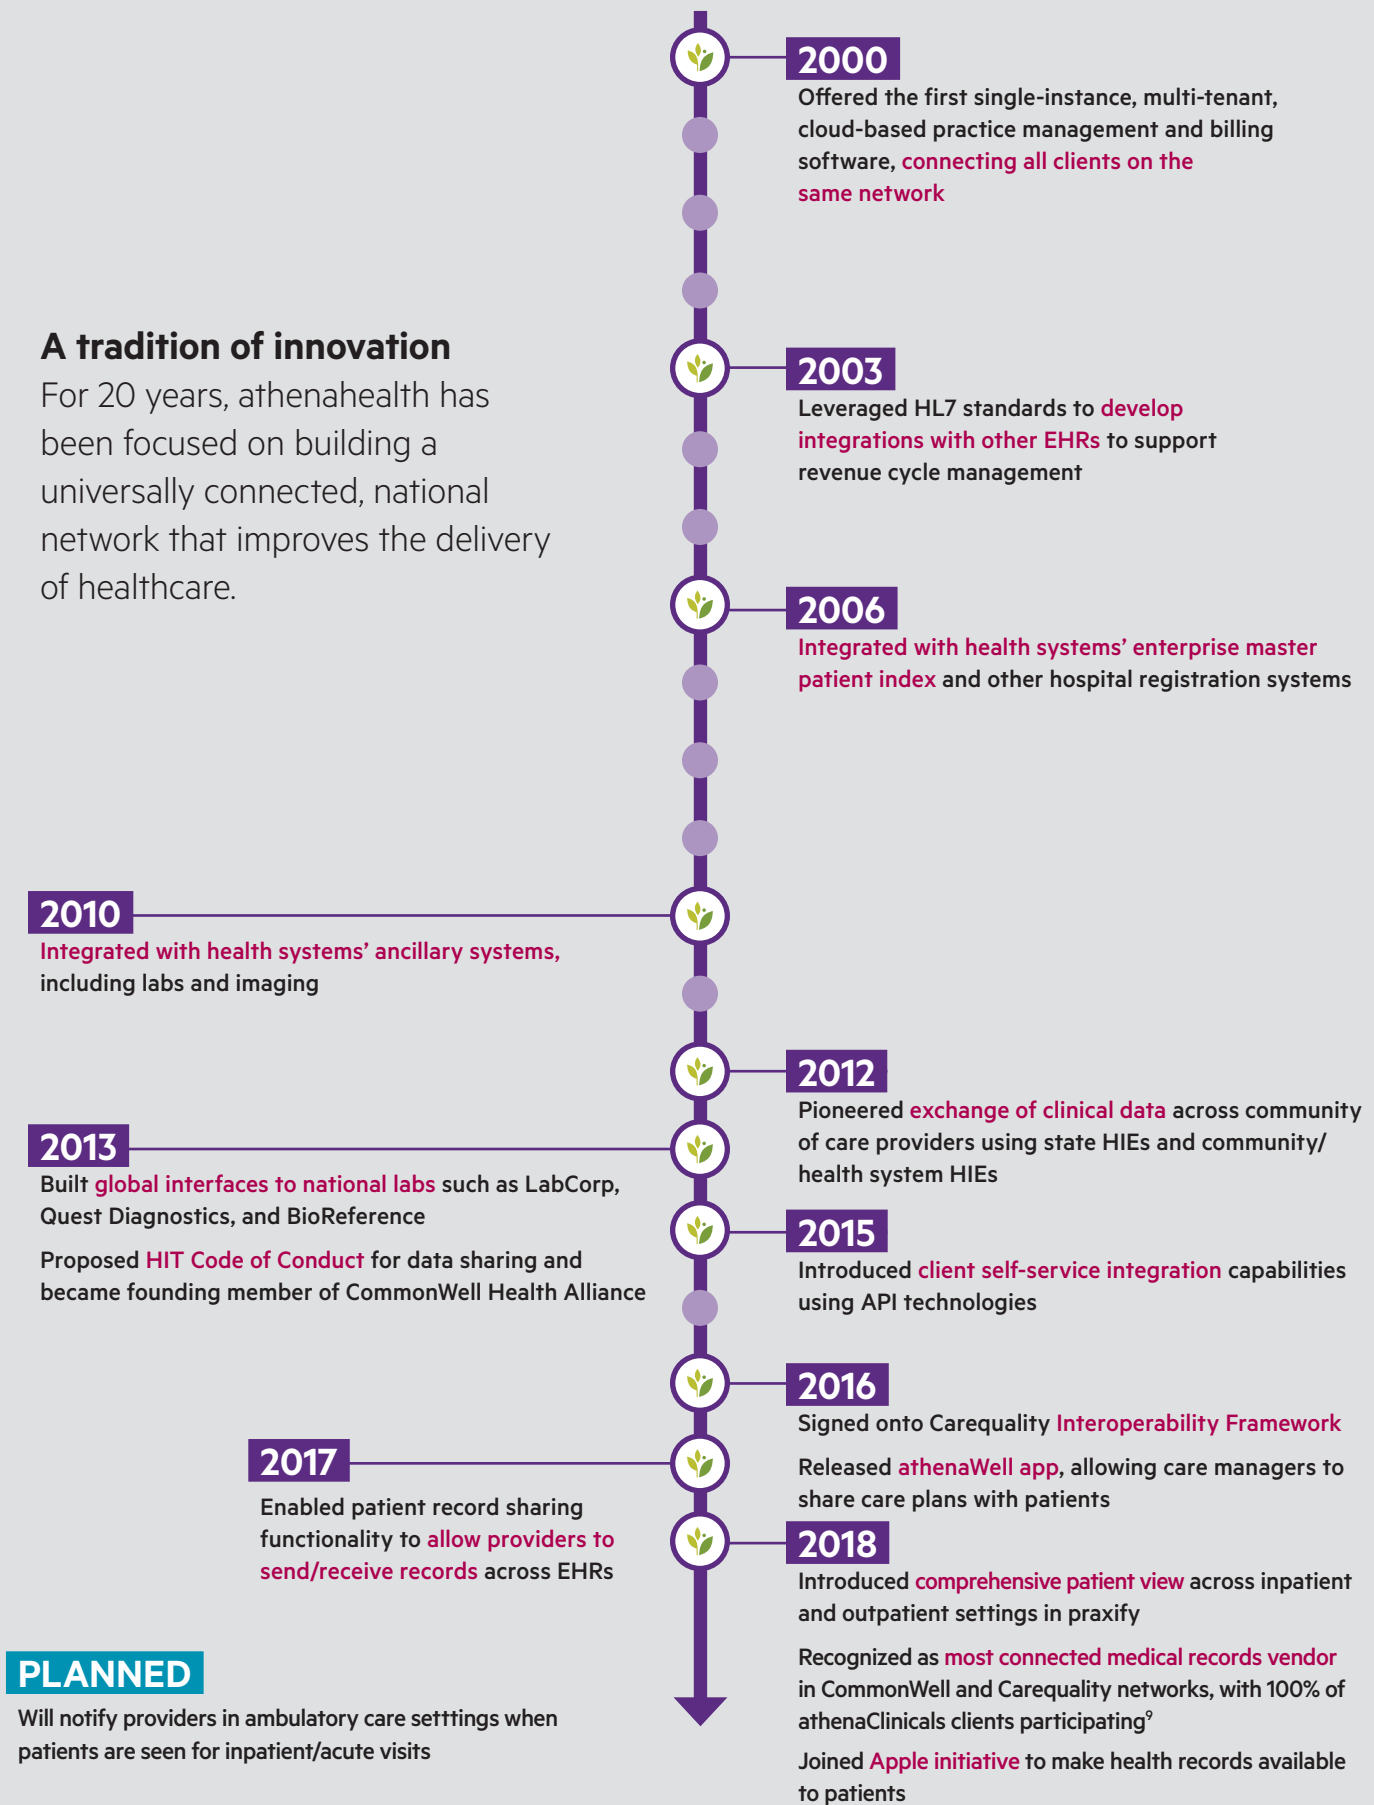 A tradition of innovation
For 20 years, athenahealth has
been focused on building a
universally connected, national
network that improves the delivery
of healthcare.
2000
Offered the first single-instance, multi-tenant,
cloud-based practice management and billing
software, connecting all clients on the
same network
2003
Leveraged HL7 standards to develop
integrations with other EHRs to support
revenue cycle management
2006
Integrated with health systems’ enterprise master
patient index and other hospital registration systems
2010
Integrated with health systems’ ancillary systems,
including labs and imaging
2012
Pioneered exchange of clinical data across community
of care providers using state HIEs and community/
health system HIEs
2013
Built global interfaces to national labs such as LabCorp,
Quest Diagnostics, and BioReference
Proposed HIT Code of Conduct for data sharing and
became founding member of CommonWell Health Alliance
2015
Introduced client self-service integration capabilities
using API technologies
2016
Signed onto Carequality Interoperability Framework
Released athenaWell app, allowing care managers to
share care plans with patients
2017
Enabled patient record sharing
functionality to allow providers to
send/receive records across EHRs
2018
Introduced comprehensive patient view across inpatient
and outpatient settings in praxify
Recognized as most connected medical records vendor
in CommonWell and Carequality networks, with 100% of
athenaClinicals clients participating⁹
Joined Apple initiative to make health records available
to patients
PLANNED
Will notify providers in ambulatory care setttings when
patients are seen for inpatient/acute visits